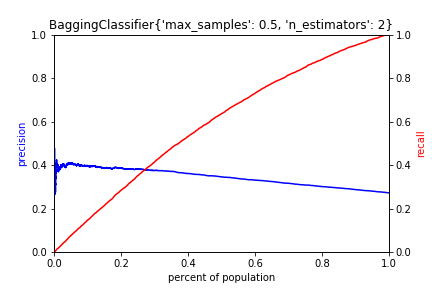 BaggingClassifier{'max_samples': 0.5, 'n_estimators': 2}
1.0
0.8
0.6
0.4
0.2
0.0
precision
1.0
0.8
0.6
0.4
0.2
0.0
recall
0.0 0.2 0.4 0.6 0.8 1.0
percent of population